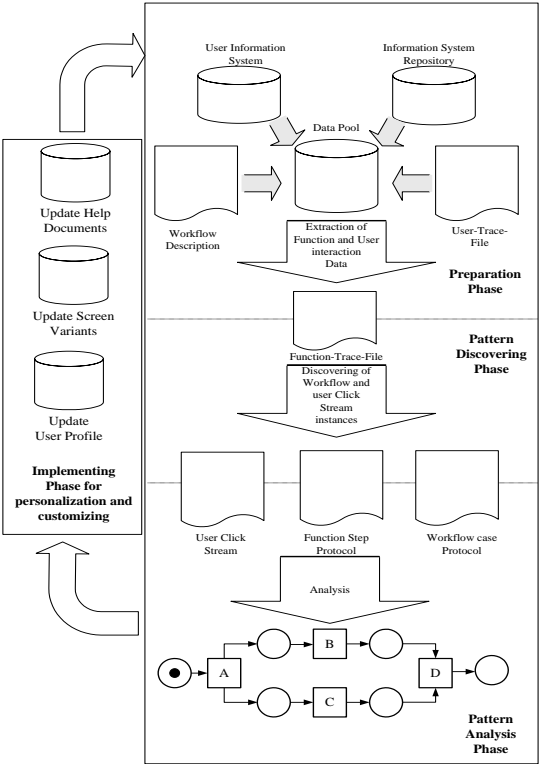 User Information
System
Information System
Repository
Data Pool
Workflow
Description
Extraction of
Function and User
interaction
Data
User-Trace-
File
Preparation
Phase
Update Help
Documents
Update Screen
Variants
Update
User Profile
Implementing
Phase for
personalization and
customizing
Pattern
Discovering
Phase
Function-Trace-File
Discovering of
Workflow and
user Click
Stream
instances
User Click
Stream
Function Step
Protocol
Workflow case
Protocol
Analysis
A
B
C
D
Pattern
Analysis
Phase